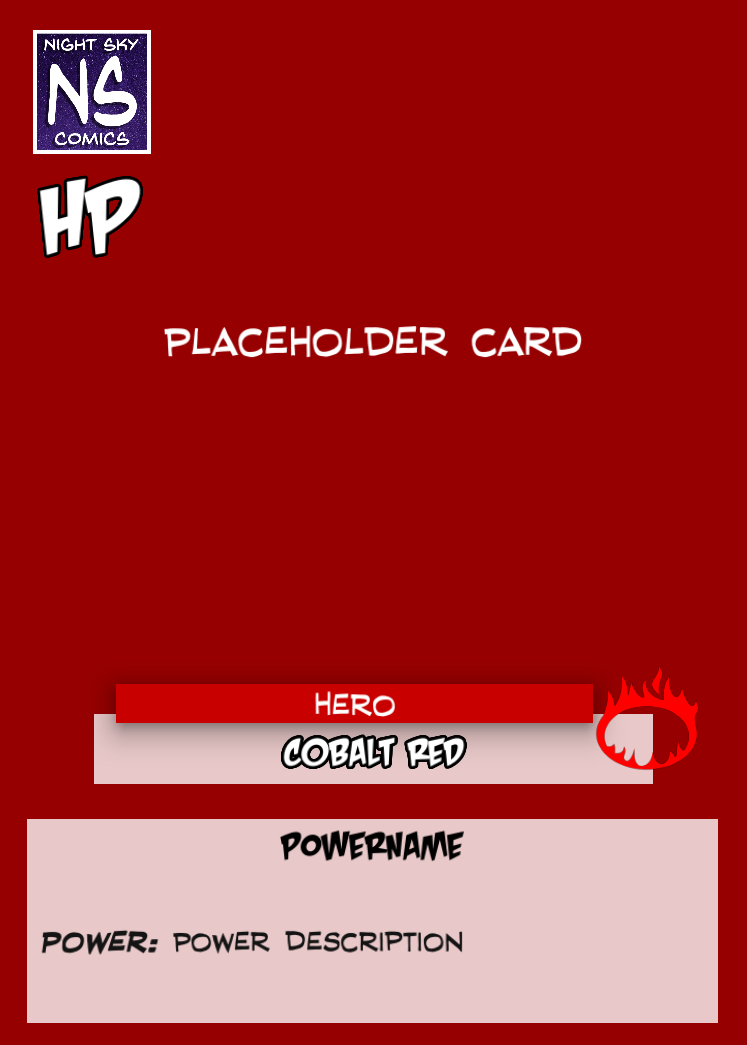 NIGHT SKY
NS
COMICS
HP
PLACEHOLDER CARD
HERO
COBALT RED
POWERNAME
POWER: POWER DESCRIPTION